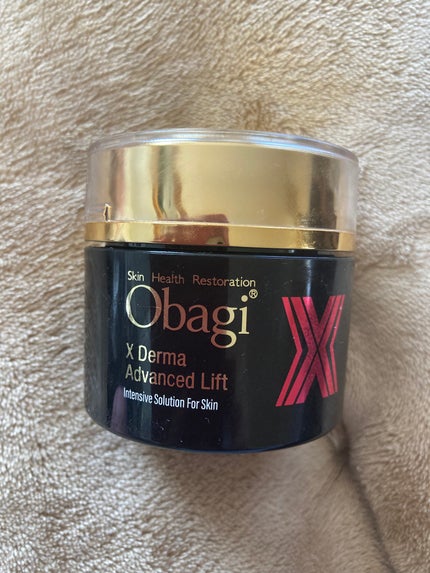 Skin Health Restoration
Obagi®
X Derma
Advanced Lift
Intensive Solution For Skin
X